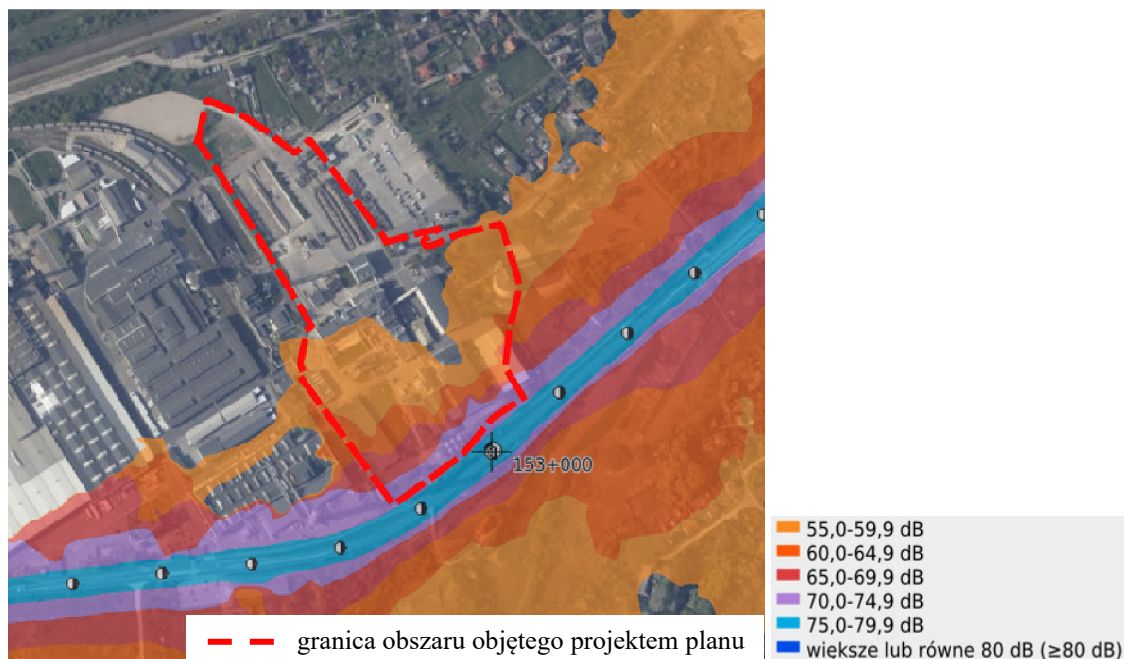 153+000
granica obszaru objętego projektem planu
55,0-59,9 dB
60,0-64,9 dB
65,0-69,9 dB
70,0-74,9 dB
75,0-79,9 dB
większe lub równe 80 dB (≥80 dB)